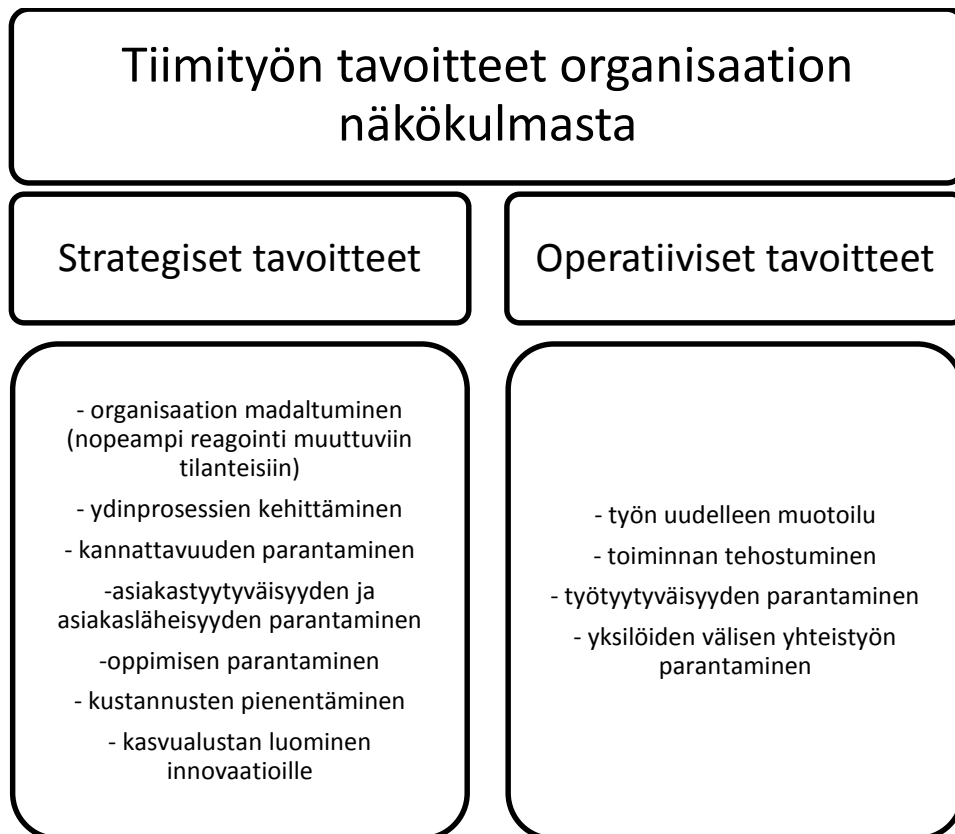 Tiimityön tavoitteet organisaation
näkökulmasta
Strategiset tavoitteet
Operatiiviset tavoitteet
- organisaation madaltuminen
(nopeampi reagointi muuttuviin
tilanteisiin)
- ydinprosessien kehittäminen
- kannattavuuden parantaminen
-asiakastyytyväisyyden ja
asiakasläheisyyden parantaminen
-oppimisen parantaminen
- kustannusten pienentäminen
- kasvualustan luominen
innovaatioille
- työn uudelleen muotoilu
- toiminnan tehostuminen
- työtyytyväisyyden parantaminen
- yksilöiden välisen yhteistyön
parantaminen